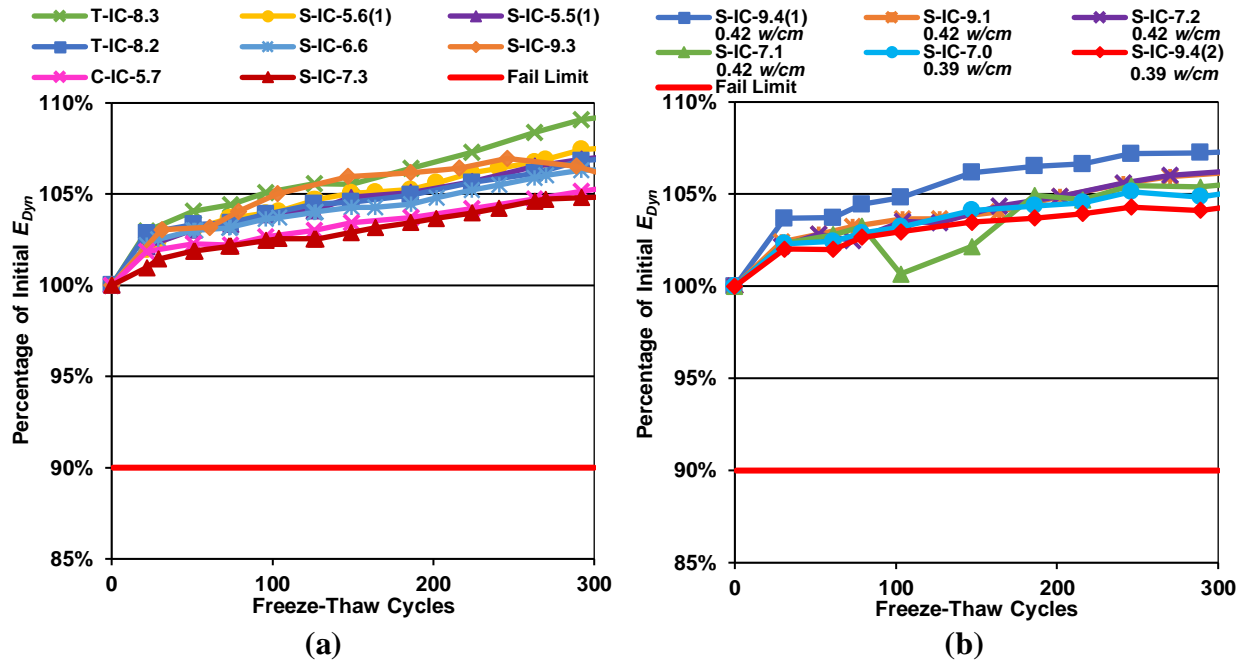 T-IC-8.3 S-IC-5.6(1) S-IC-5.5(1)
T-IC-8.2 S-IC-6.6 S-IC-9.3
C-IC-5.7 S-IC-7.3 Fail Limit
110%
105%
100%
95%
90%
85%
Percentage of Initial E_Dyn
0 100 200 300
Freeze-Thaw Cycles
(a)
S-IC-9.4(1) S-IC-9.1 S-IC-7.2
0.42 w/cm 0.42 w/cm 0.42 w/cm
S-IC-7.1 S-IC-7.0 S-IC-9.4(2)
0.42 w/cm 0.39 w/cm 0.39 w/cm
Fail Limit
110%
105%
100%
95%
90%
85%
Percentage of Initial E_Dyn
0 100 200 300
Freeze-Thaw Cycles
(b)